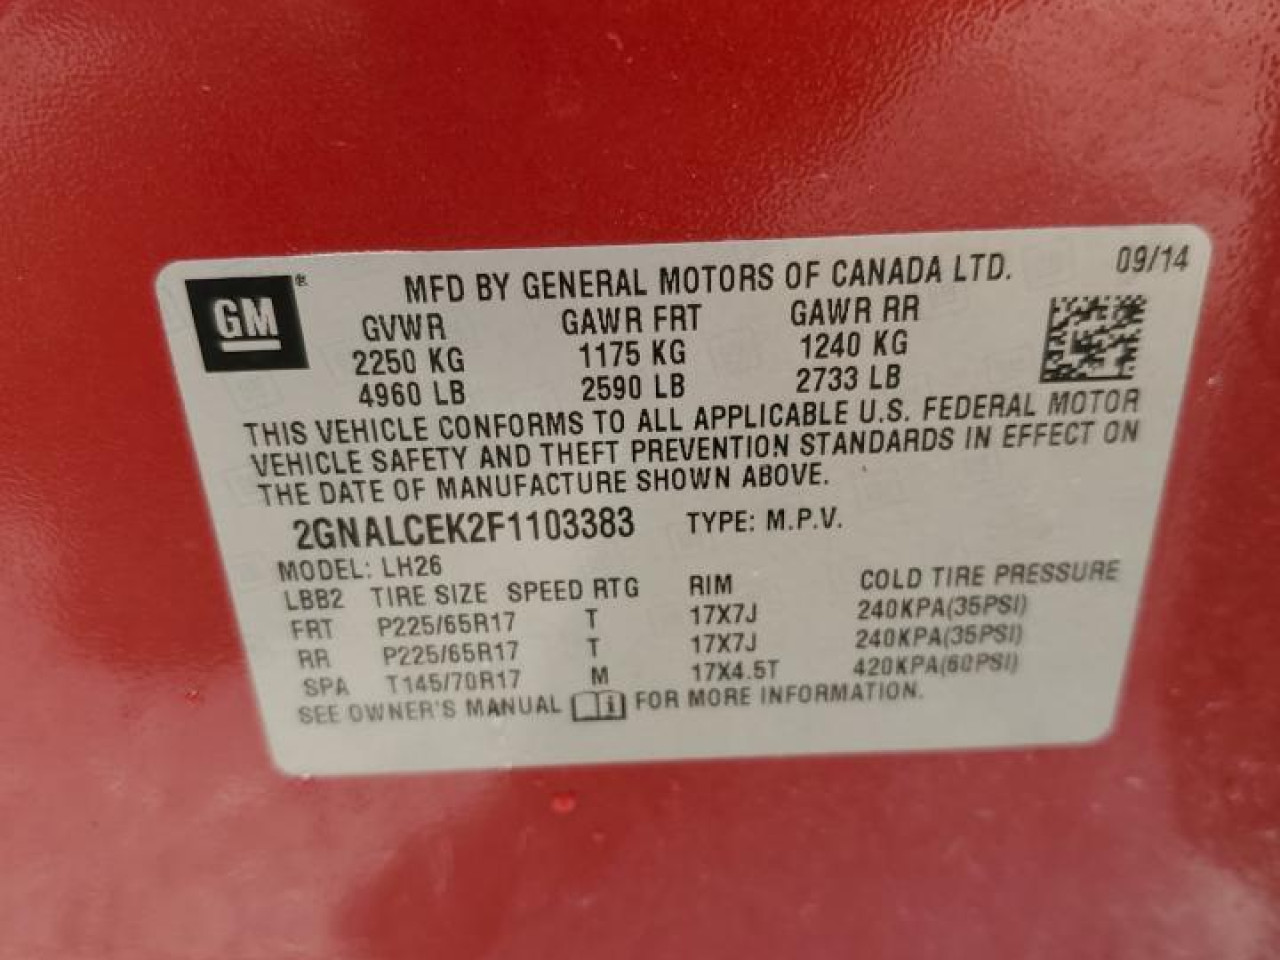 GM®
MFD BY GENERAL MOTORS OF CANADA LTD. 09/14
GVWR GAWR FRT GAWR RR
2250 KG 1175 KG 1240 KG
4960 LB 2590 LB 2733 LB
THIS VEHICLE CONFORMS TO ALL APPLICABLE U.S. FEDERAL MOTOR
VEHICLE SAFETY AND THEFT PREVENTION STANDARDS IN EFFECT ON
THE DATE OF MANUFACTURE SHOWN ABOVE.
2GNALCEK2F1103383 TYPE: M.P.V.
MODEL: LH26
LBB2 TIRE SIZE SPEED RTG RIM COLD TIRE PRESSURE
FRT P225/65R17 T 17X7J 240KPA(35PSI)
RR P225/65R17 T 17X7J 240KPA(35PSI)
SPA T145/70R17 M 17X4.5T 420KPA(60PSI)
SEE OWNER'S MANUAL FOR MORE INFORMATION.